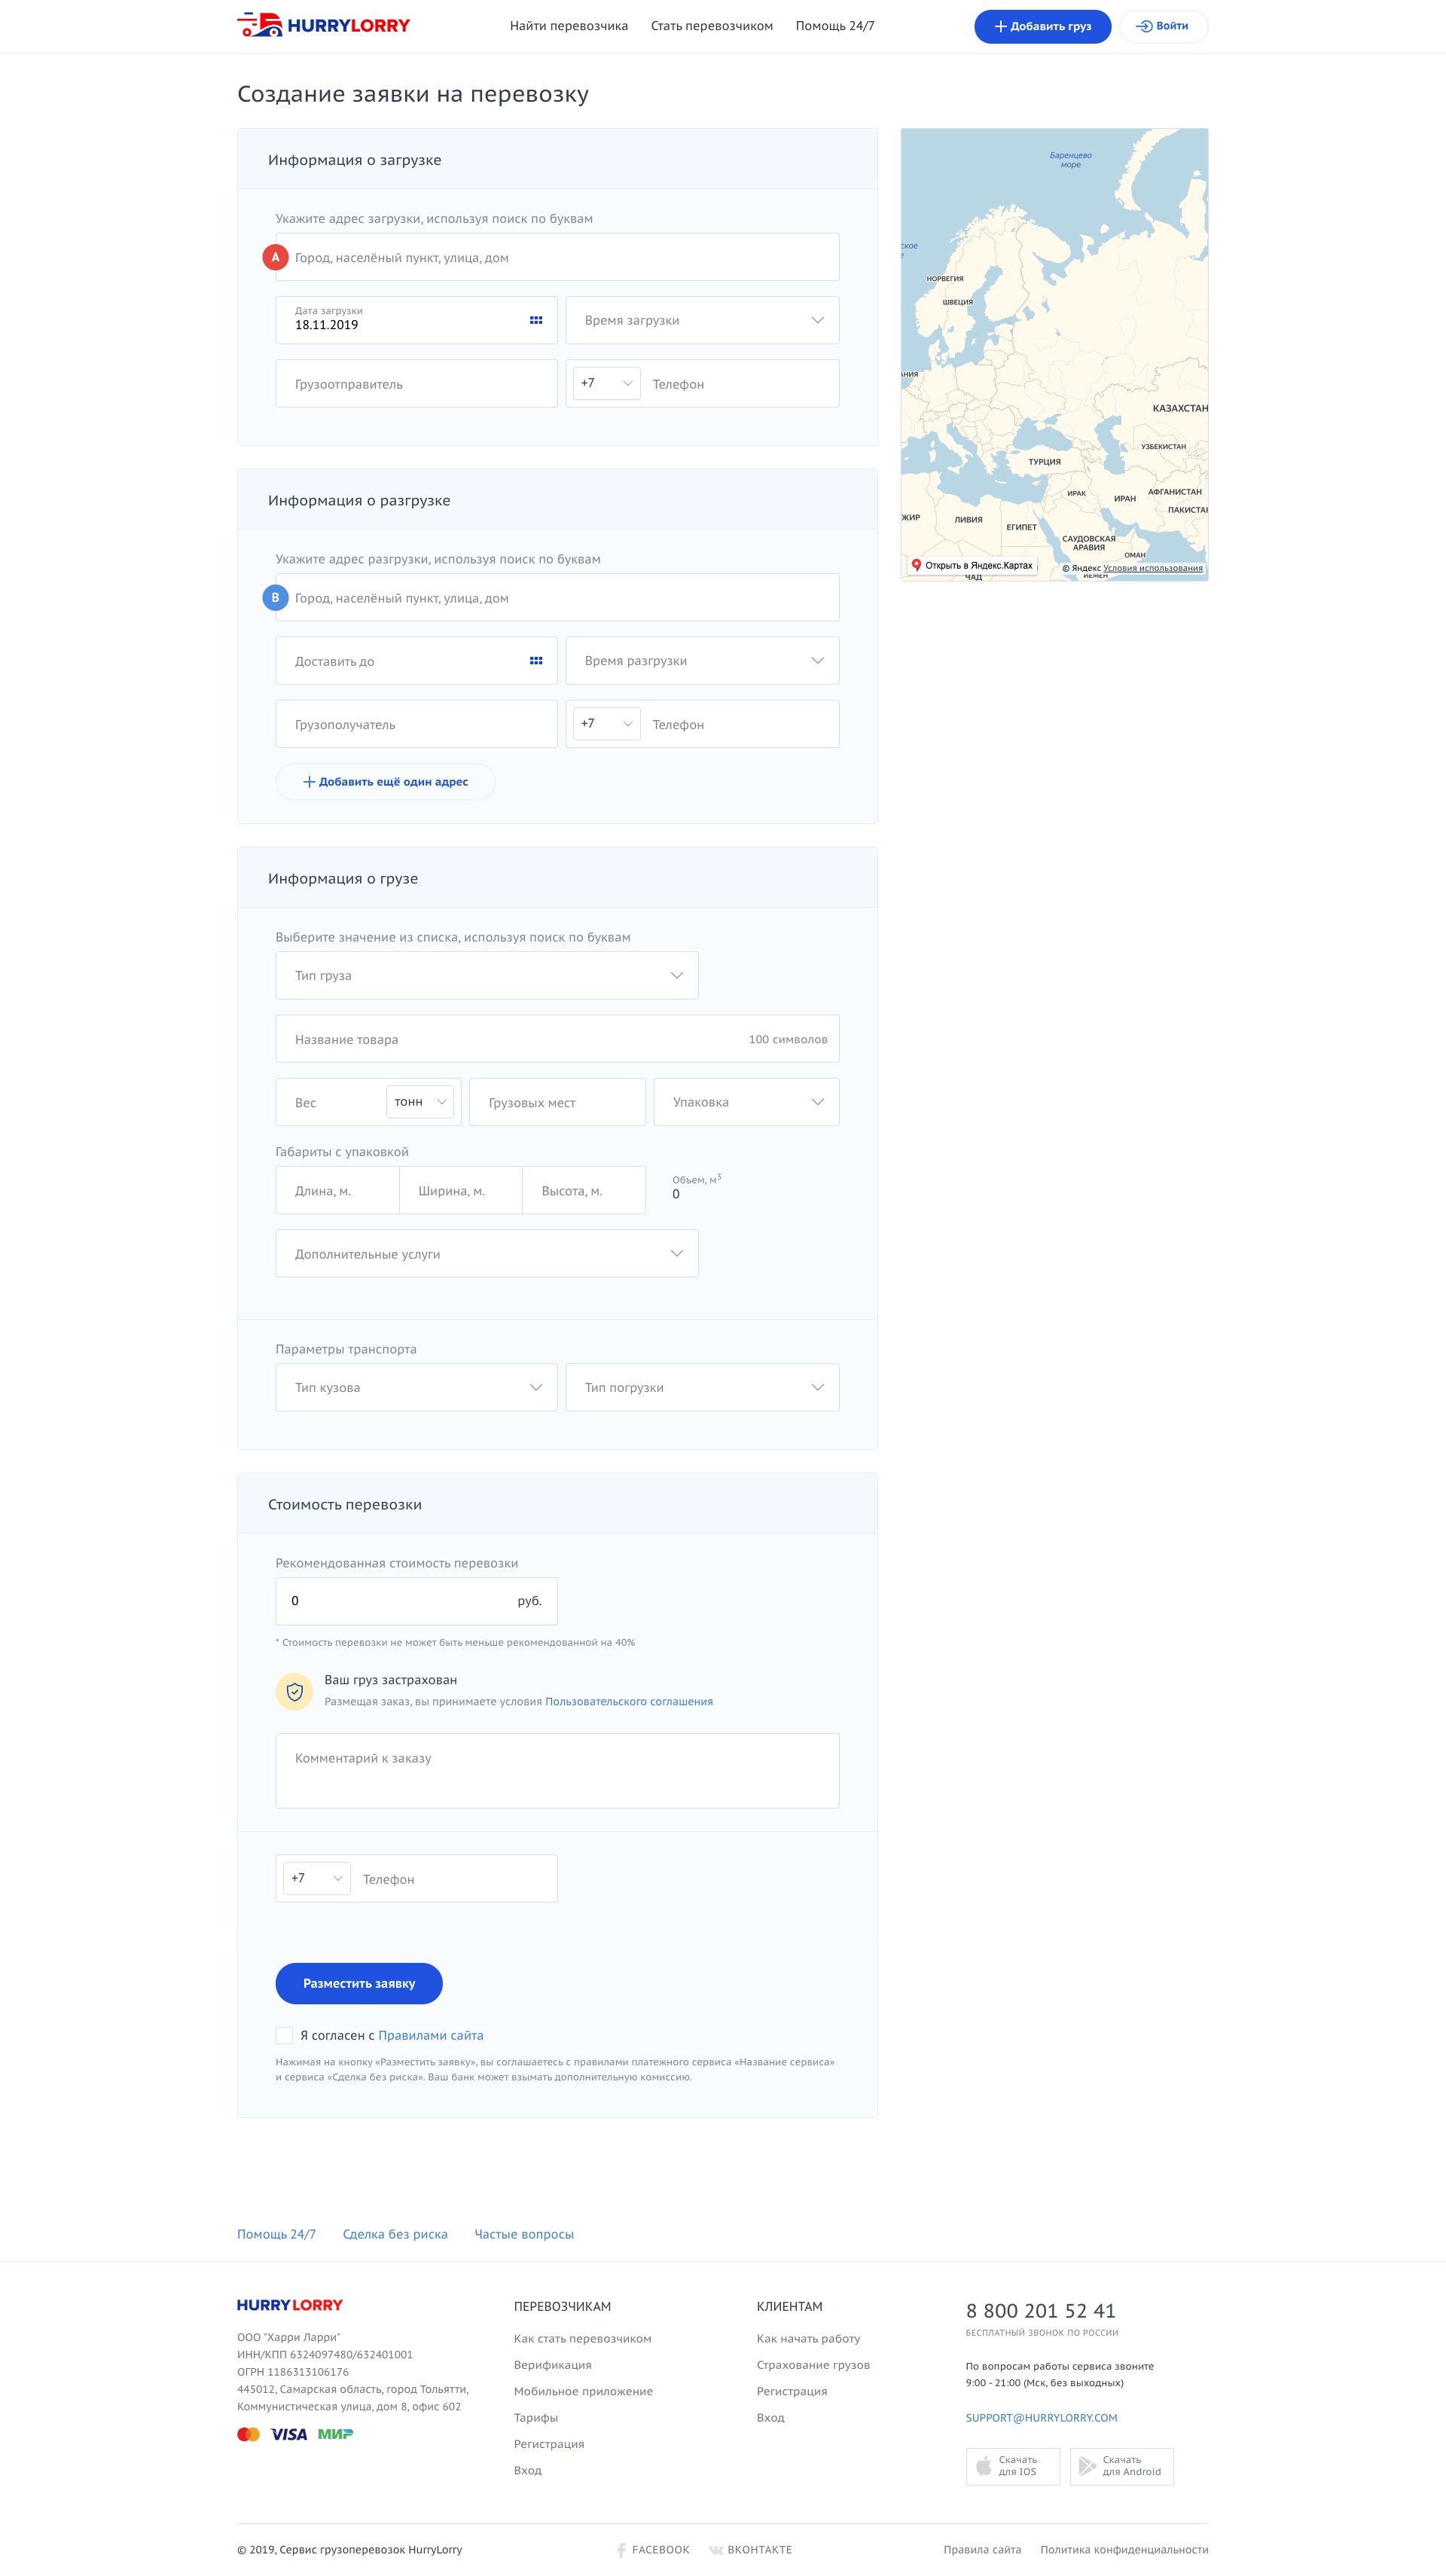 HURRYLORRY
Найти перевозчика
Стать перевозчиком
Помощь 24/7
Добавить груз
Войти
Создание заявки на перевозку
Информация о загрузке
Укажите адрес загрузки, используя поиск по буквам
A
Город, населёный пункт, улица, дом
Дата загрузки
18.11.2019
Время загрузки
Грузоотправитель
+7
Телефон
Баренцево
море
ское
НОРВЕГИЯ
ШВЕЦИЯ
АНИЯ
КАЗАХСТАН
УЗБЕКИСТАН
ТУРЦИЯ
ИРАК
ИРАН
АФГАНИСТАН
ПАКИСТАН
ЖИР
ЛИВИЯ
ЕГИПЕТ
САУДОВСКАЯ
АРАВИЯ
ОМАН
Открыть в Яндекс.Картах
© Яндекс Условия использования
ЧАД
ЙЕМЕН
Информация о разгрузке
Укажите адрес разгрузки, используя поиск по буквам
B
Город, населёный пункт, улица, дом
Доставить до
Время разгрузки
Грузополучатель
+7
Телефон
Добавить ещё один адрес
Информация о грузе
Выберите значение из списка, используя поиск по буквам
Тип груза
Название товара
100 символов
Вес
тонн
Грузовых мест
Упаковка
Габариты с упаковкой
Длина, м.
Ширина, м.
Высота, м.
Объем, м3
0
Дополнительные услуги
Параметры транспорта
Тип кузова
Тип погрузки
Стоимость перевозки
Рекомендованная стоимость перевозки
0
руб.
* Стоимость перевозки не может быть меньше рекомендованной на 40%
Ваш груз застрахован
Размещая заказ, вы принимаете условия Пользовательского соглашения
Комментарий к заказу
+7
Телефон
Разместить заявку
Я согласен с Правилами сайта
Нажимая на кнопку «Разместить заявку», вы соглашаетесь с правилами платежного сервиса «Название сервиса»
и сервиса «Сделка без риска». Ваш банк может взымать дополнительную комиссию.
Помощь 24/7
Сделка без риска
Частые вопросы
HURRY LORRY
ООО "Харри Ларри"
ИНН/КПП 6324097480/632401001
ОГРН 1186313106176
445012, Самарская область, город Тольятти,
Коммунистическая улица, дом 8, офис 602
VISA
МИР
ПЕРЕВОЗЧИКАМ
Как стать перевозчиком
Верификация
Мобильное приложение
Тарифы
Регистрация
Вход
КЛИЕНТАМ
Как начать работу
Страхование грузов
Регистрация
Вход
8 800 201 52 41
БЕСПЛАТНЫЙ ЗВОНОК ПО РОССИИ
По вопросам работы сервиса звоните
9:00 - 21:00 (Мск, без выходных)
SUPPORT@HURRYLORRY.COM
Скачать
для IOS
Скачать
для Android
© 2019, Сервис грузоперевозок HurryLorry
FACEBOOK
ВКОНТАКТЕ
Правила сайта
Политика конфиденциальности